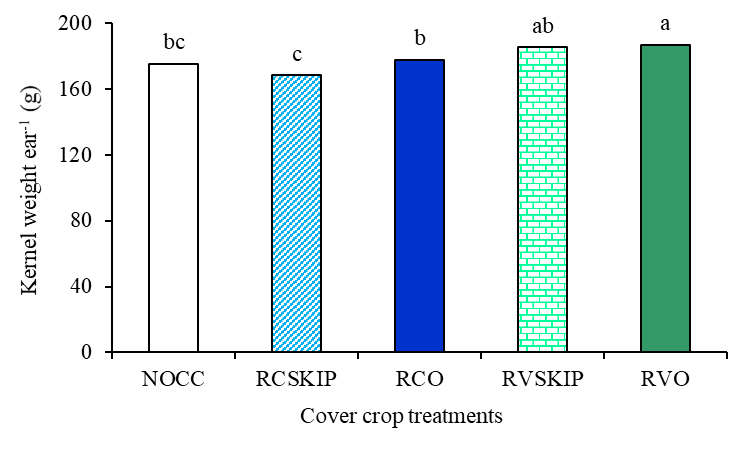 Kernel weight ear⁻¹ (g)
200
160
120
80
40
0
bc
c
b
ab
a
NOCC
RCSKIP
RCO
RVSKIP
RVO
Cover crop treatments